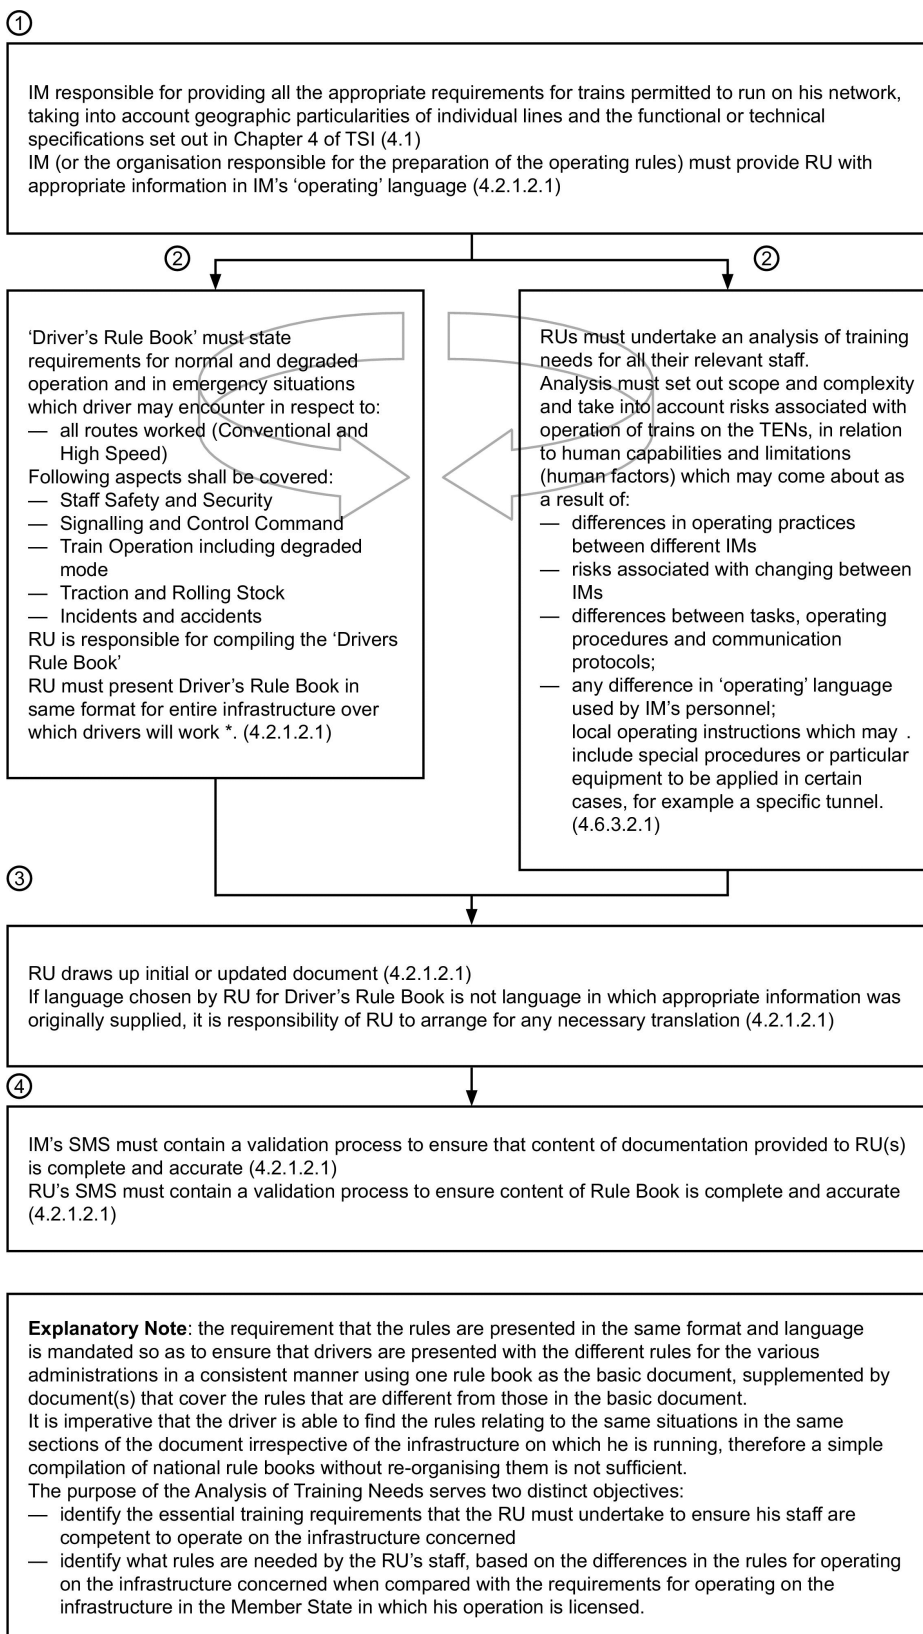 ①
IM responsible for providing all the appropriate requirements for trains permitted to run on his network,
taking into account geographic particularities of individual lines and the functional or technical
specifications set out in Chapter 4 of TSI (4.1)
IM (or the organisation responsible for the preparation of the operating rules) must provide RU with
appropriate information in IM's 'operating' language (4.2.1.2.1)
②
'Driver's Rule Book' must state
requirements for normal and degraded
operation and in emergency situations
which driver may encounter in respect to:
— all routes worked (Conventional and
High Speed)
Following aspects shall be covered:
— Staff Safety and Security
— Signalling and Control Command
— Train Operation including degraded
mode
— Traction and Rolling Stock
— Incidents and accidents
RU is responsible for compiling the 'Drivers
Rule Book'
RU must present Driver's Rule Book in
same format for entire infrastructure over
which drivers will work *. (4.2.1.2.1)
②
RUs must undertake an analysis of training
needs for all their relevant staff.
Analysis must set out scope and complexity
and take into account risks associated with
operation of trains on the TENs, in relation
to human capabilities and limitations
(human factors) which may come about as
a result of:
— differences in operating practices
between different IMs
— risks associated with changing between
IMs
— differences between tasks, operating
procedures and communication
protocols;
— any difference in 'operating' language
used by IM's personnel;
local operating instructions which may .
include special procedures or particular
equipment to be applied in certain
cases, for example a specific tunnel.
(4.6.3.2.1)
③
RU draws up initial or updated document (4.2.1.2.1)
If language chosen by RU for Driver's Rule Book is not language in which appropriate information was
originally supplied, it is responsibility of RU to arrange for any necessary translation (4.2.1.2.1)
④
IM's SMS must contain a validation process to ensure that content of documentation provided to RU(s)
is complete and accurate (4.2.1.2.1)
RU's SMS must contain a validation process to ensure content of Rule Book is complete and accurate
(4.2.1.2.1)
Explanatory Note: the requirement that the rules are presented in the same format and language
is mandated so as to ensure that drivers are presented with the different rules for the various
administrations in a consistent manner using one rule book as the basic document, supplemented by
document(s) that cover the rules that are different from those in the basic document.
It is imperative that the driver is able to find the rules relating to the same situations in the same
sections of the document irrespective of the infrastructure on which he is running, therefore a simple
compilation of national rule books without re-organising them is not sufficient.
The purpose of the Analysis of Training Needs serves two distinct objectives:
— identify the essential training requirements that the RU must undertake to ensure his staff are
competent to operate on the infrastructure concerned
— identify what rules are needed by the RU's staff, based on the differences in the rules for operating
on the infrastructure concerned when compared with the requirements for operating on the
infrastructure in the Member State in which his operation is licensed.